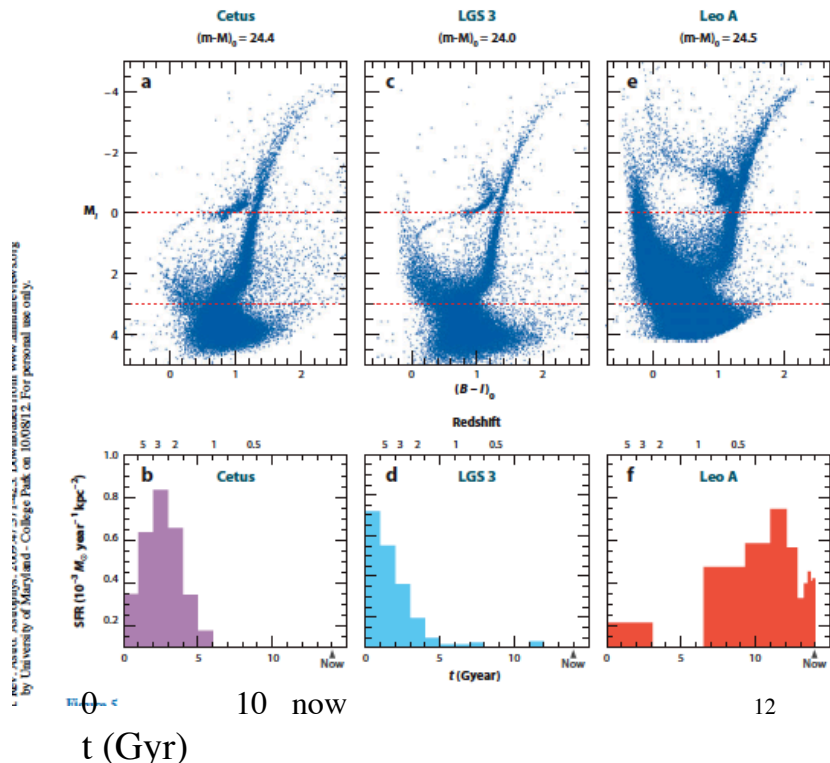 Cetus
(m-M)₀ = 24.4
LGS 3
(m-M)₀ = 24.0
Leo A
(m-M)₀ = 24.5
a
c
e
-4
-2
0
2
4
M_I
0 1 2
0 1 2
0 1 2
(B – I)₀
Redshift
5 3 2 1 0.5
5 3 2 1 0.5
5 3 2 1 0.5
b Cetus
d LGS 3
f Leo A
1.0
0.8
0.6
0.4
0.2
SFR (10⁻³ M⊙ year⁻¹ kpc⁻²)
0 5 10 Now
0 5 10 Now
0 5 10 Now
t (Gyear)
by University of Maryland - College Park on 10/08/12. For personal use only.
0 10 now
12
t (Gyr)